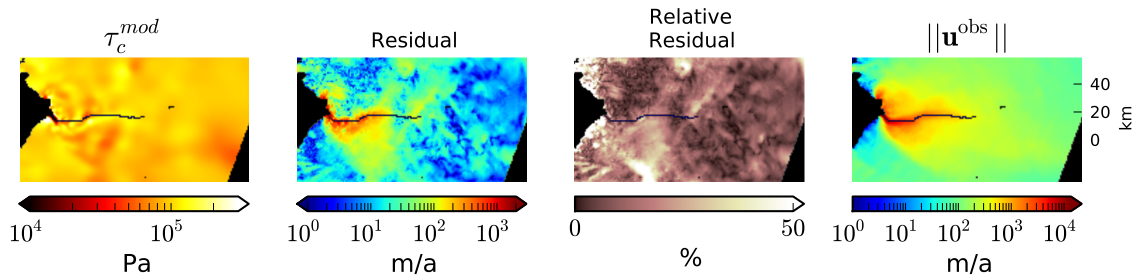 τ_c^{mod}
Residual
Relative
Residual
||u^{obs}||
40
20
0
km
10^4
10^5
Pa
10^0
10^1
10^2
10^3
m/a
0
50
%
10^0
10^1
10^2
10^3
10^4
m/a